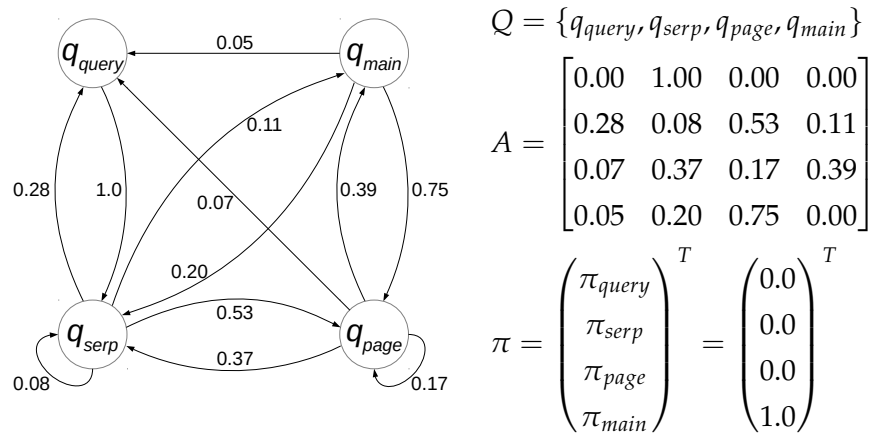 0.05
q_query
q_main
0.11
0.28
1.0
0.07
0.39
0.75
0.20
0.53
q_serp
q_page
0.37
0.08
0.17
Q = {q_query, q_serp, q_page, q_main}
A = [0.00 1.00 0.00 0.00
0.28 0.08 0.53 0.11
0.07 0.37 0.17 0.39
0.05 0.20 0.75 0.00]
π = (π_query
π_serp
π_page
π_main)^T = (0.0
0.0
0.0
1.0)^T